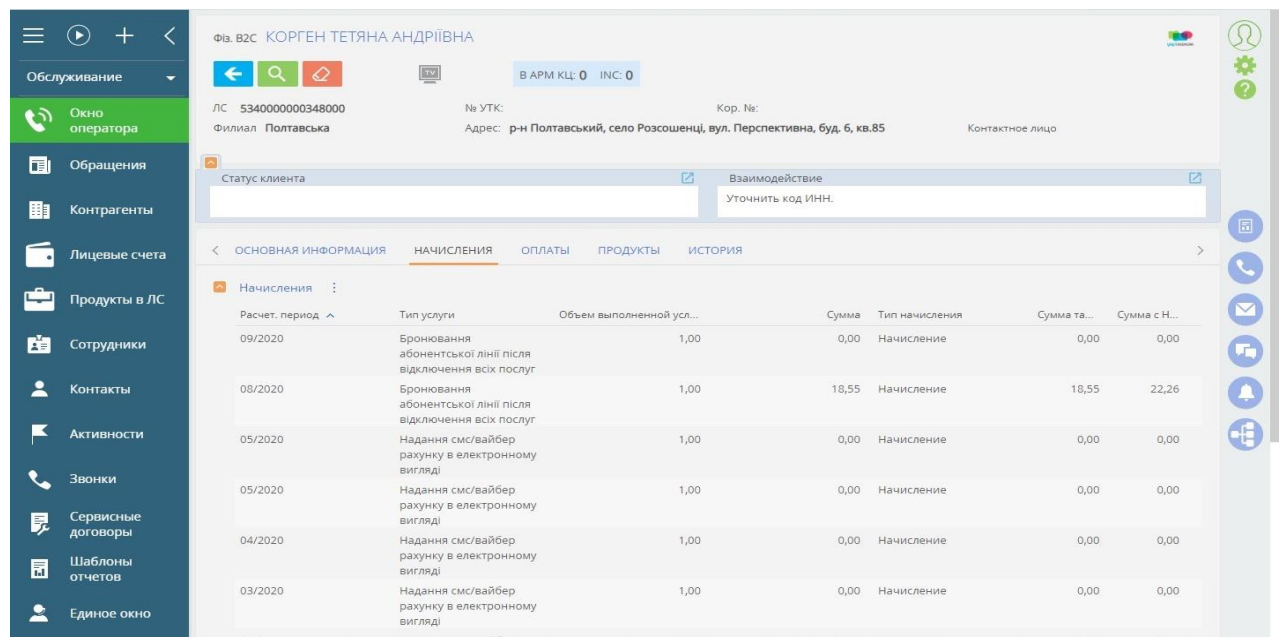 Обслуживание
Окно
оператора
Обращения
Контрагенты
Лицевые счета
Продукты в ЛС
Сотрудники
Контакты
Активности
Звонки
Сервисные
договоры
Шаблоны
отчетов
Единое окно
Физ. B2C КОРГЕН ТЕТЯНА АНДРІЇВНА
TV
В АРМ КЦ: 0 INC: 0
ЛС 5340000000348000 № УТК: Кор. №:
Филиал Полтавська Адрес: р-н Полтавський, село Розсошенці, вул. Перспективна, буд. 6, кв.85 Контактное лицо
Статус клиента Взаимодействие
Уточнить код ИНН.
ОСНОВНАЯ ИНФОРМАЦИЯ НАЧИСЛЕНИЯ ОПЛАТЫ ПРОДУКТЫ ИСТОРИЯ
Начисления
Расчет. период Тип услуги Объем выполненной усл... Сумма Тип начисления Сумма та... Сумма с Н...
09/2020 Бронювання 1,00 0,00 Начисление 0,00 0,00
абонентської лінії після
відключення всіх послуг
08/2020 Бронювання 1,00 18,55 Начисление 18,55 22,26
абонентської лінії після
відключення всіх послуг
05/2020 Надання смс/вайбер 1,00 0,00 Начисление 0,00 0,00
рахунку в електронному
вигляді
05/2020 Надання смс/вайбер 1,00 0,00 Начисление 0,00 0,00
рахунку в електронному
вигляді
04/2020 Надання смс/вайбер 1,00 0,00 Начисление 0,00 0,00
рахунку в електронному
вигляді
03/2020 Надання смс/вайбер 1,00 0,00 Начисление 0,00 0,00
рахунку в електронному
вигляді